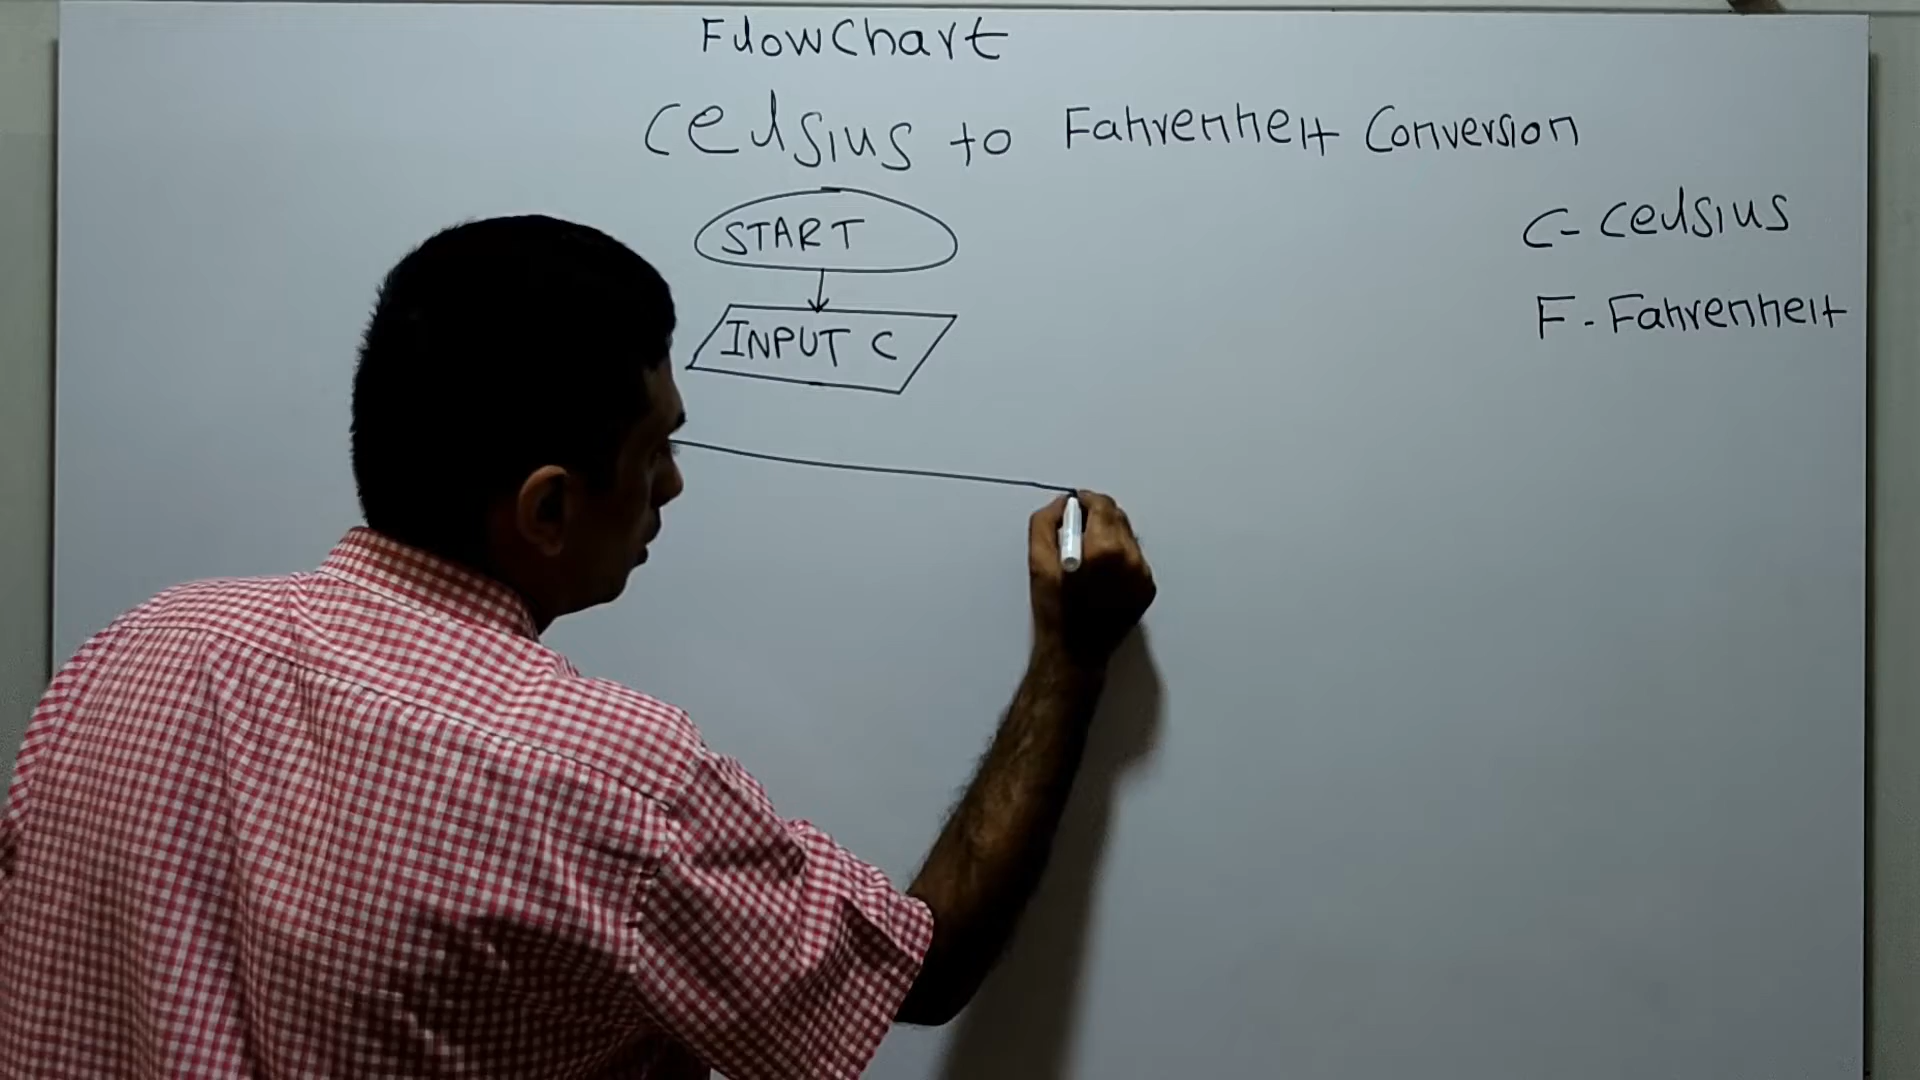 Flowchart
Celsius to Fahrenheit Conversion
START
C - Celsius
INPUT C
F - Fahrenheit